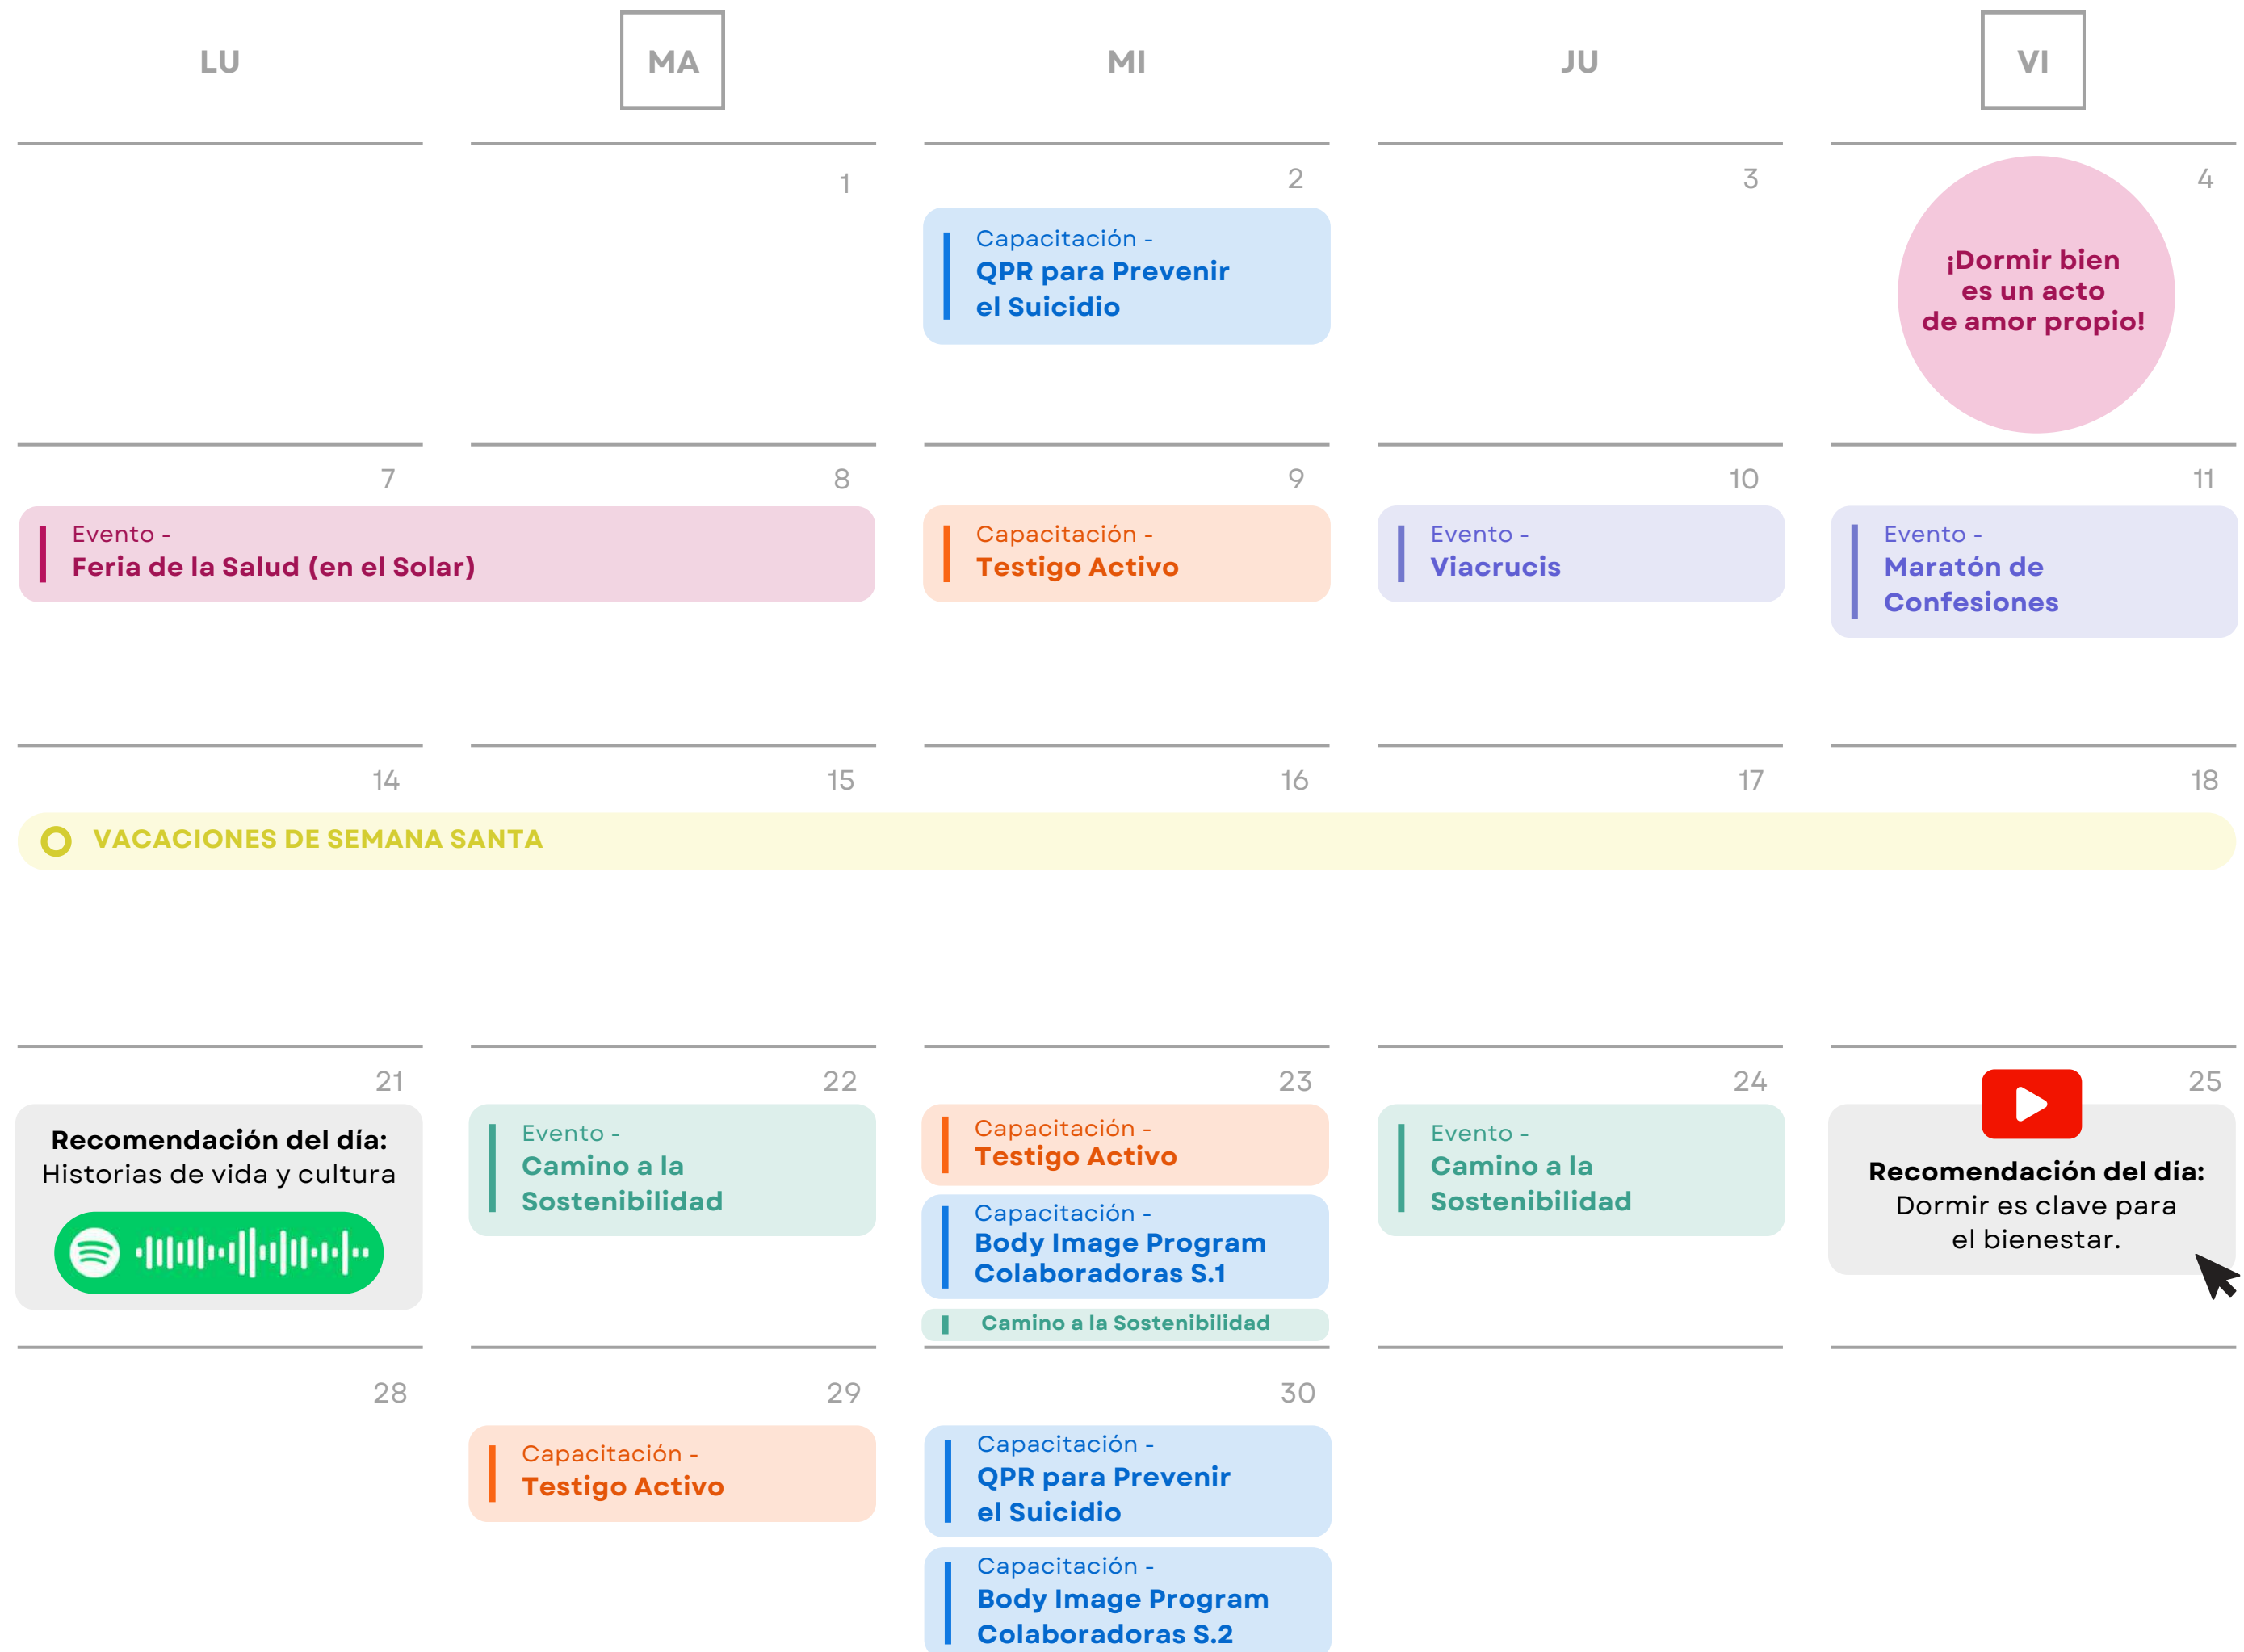 LU
MA
MI
JU
VI
1
2
Capacitación -
QPR para Prevenir
el Suicidio
3
4
¡Dormir bien
es un acto
de amor propio!
7
8
Evento -
Feria de la Salud (en el Solar)
9
Capacitación -
Testigo Activo
10
Evento -
Viacrucis
11
Evento -
Maratón de
Confesiones
14
15
16
17
18
VACACIONES DE SEMANA SANTA
21
Recomendación del día:
Historias de vida y cultura
22
Evento -
Camino a la
Sostenibilidad
23
Capacitación -
Testigo Activo
Capacitación -
Body Image Program
Colaboradoras S.1
Camino a la Sostenibilidad
24
Evento -
Camino a la
Sostenibilidad
25
Recomendación del día:
Dormir es clave para
el bienestar.
28
29
Capacitación -
Testigo Activo
30
Capacitación -
QPR para Prevenir
el Suicidio
Capacitación -
Body Image Program
Colaboradoras S.2